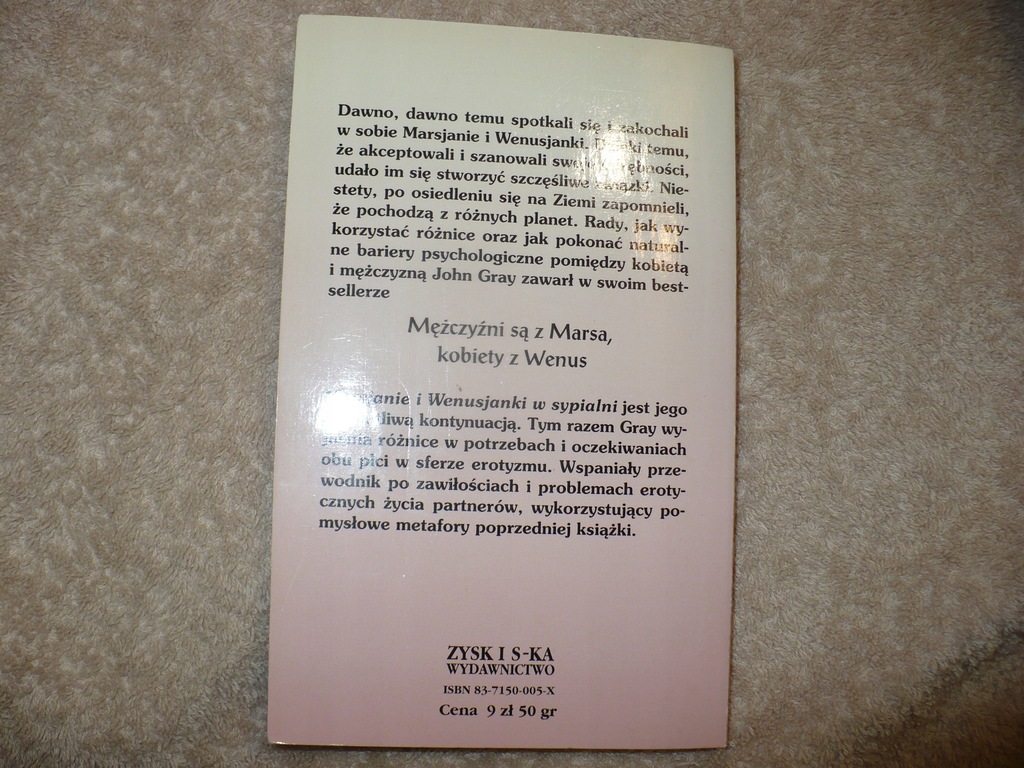 Dawno, dawno temu spotkali się i zakochali
w sobie Marsjanie i Wenusjanki. temu,
że akceptowali i szanowali
udało im się stworzyć szczęśliwe związki. Nie-
stety, po osiedleniu się na Ziemi zapomnieli,
że pochodzą z różnych planet. Rady, jak wy-
korzystać różnice oraz jak pokonać natural-
ne bariery psychologiczne pomiędzy kobietą
i mężczyzną John Gray zawarł w swoim best-
sellerze
Mężczyźni są z Marsa,
kobiety z Wenus
i Wenusjanki w sypialni jest jego
kontynuacją. Tym razem Gray wy-
jaśnia różnice w potrzebach i oczekiwaniach
obu płci w sferze erotyzmu. Wspaniały prze-
wodnik po zawiłościach i problemach eroty-
cznych życia partnerów, wykorzystujący po-
mysłowe metafory poprzedniej książki.
ZYSK I S-KA
WYDAWNICTWO
ISBN 83-7150-005-X
Cena 9 zł 50 gr